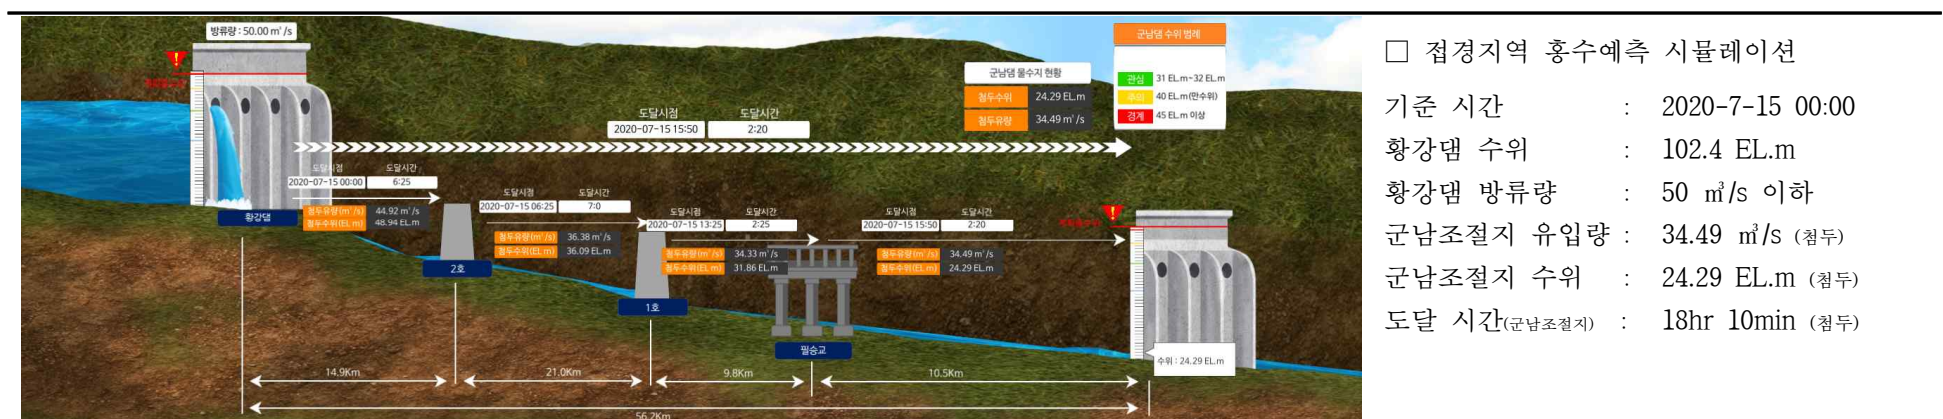 방류량 : 50.00 ㎥/s
군남댐 수위 범례
관심 31 EL.m~32 EL.m
주의 40 EL.m(만수위)
경계 45 EL.m 이상
군남댐 물수지 현황
첨두수위 24.29 EL.m
첨두유량 34.49 ㎥/s
도달시점 도달시간
2020-07-15 15:50 2:20
도달시점 도달시간
2020-07-15 00:00 6:25
첨두유량(㎥/s) 44.92 ㎥/s
첨두수위(EL.m) 48.94 EL.m
도달시점 도달시간
2020-07-15 06:25 7:0
첨두유량(㎥/s) 36.38 ㎥/s
첨두수위(EL.m) 36.09 EL.m
도달시점 도달시간
2020-07-15 13:25 2:25
첨두유량(㎥/s) 34.33 ㎥/s
첨두수위(EL.m) 31.86 EL.m
도달시점 도달시간
2020-07-15 15:50 2:20
첨두유량(㎥/s) 34.49 ㎥/s
첨두수위(EL.m) 24.29 EL.m
황강댐
2호
1호
필승교
수위 : 24.29 EL.m
14.9Km
21.0Km
9.8Km
10.5Km
56.2Km
□ 접경지역 홍수예측 시뮬레이션
기준 시간 : 2020-7-15 00:00
황강댐 수위 : 102.4 EL.m
황강댐 방류량 : 50 ㎥/s 이하
군남조절지 유입량 : 34.49 ㎥/s (첨두)
군남조절지 수위 : 24.29 EL.m (첨두)
도달 시간(군남조절지) : 18hr 10min (첨두)